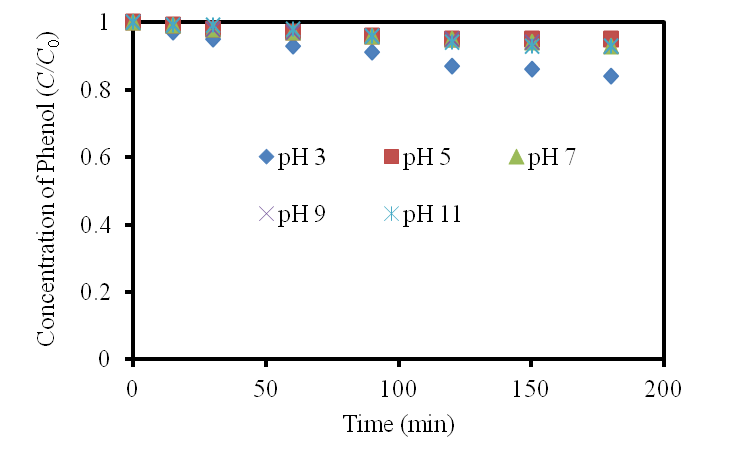 Concentration of Phenol (C/C0)
1
0.8
0.6
0.4
0.2
0
pH 3 pH 5 pH 7
pH 9 pH 11
0 50 100 150 200
Time (min)